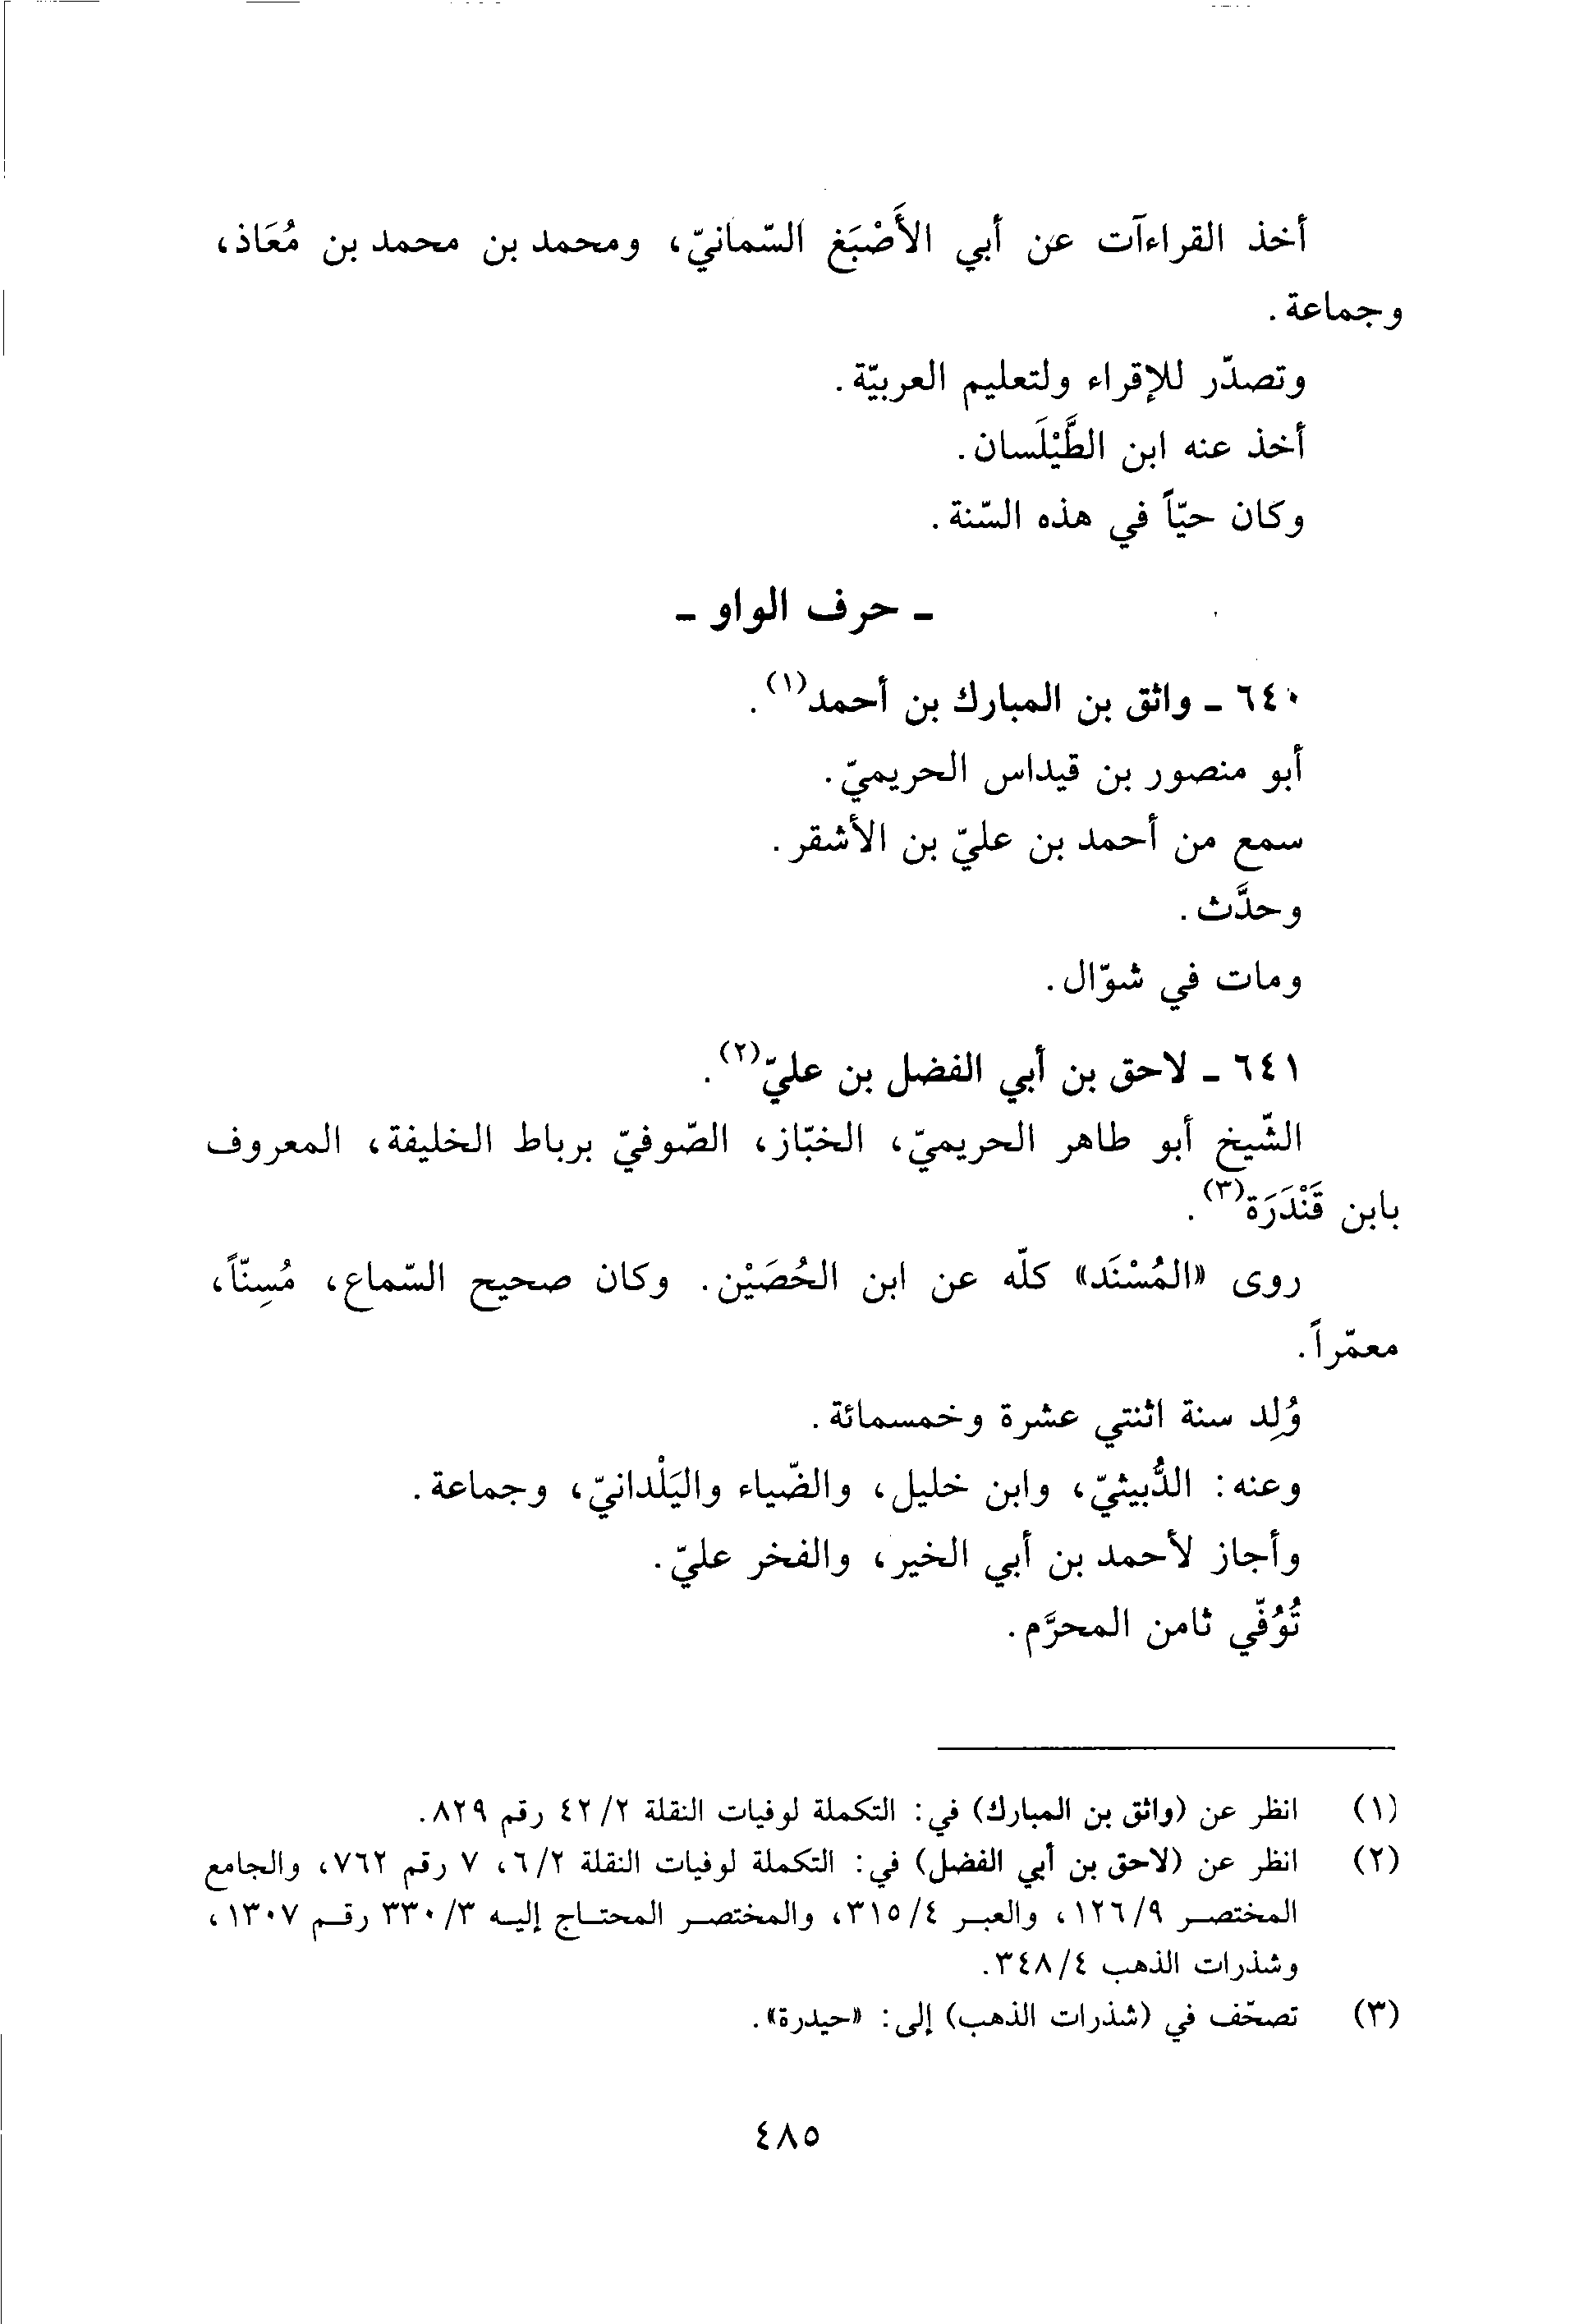 أخذ القراءآت عن أبي الأَصْبَغ السّمانيّ، ومحمد بن محمد بن مُعَاذ،
وجماعة.
وتصدّر للإقراء ولتعليم العربيّة.
أخذ عنه ابن الطَّيْلَسان.
وكان حيّاً في هذه السّنة.
ـ حرف الواو ـ
٦٤٠ ـ واثق بن المبارك بن أحمد(١).
أبو منصور بن قيداس الحريميّ.
سمع من أحمد بن عليّ بن الأشقر.
وحدَّث.
ومات في شوّال.
٦٤١ ـ لاحق بن أبي الفضل بن عليّ(٢).
الشّيخ أبو طاهر الحريميّ، الخبّاز، الصّوفيّ برباط الخليفة، المعروف
بابن قَنْدَرَة(٣).
روى «المُسْنَد» كلّه عن ابن الحُصَيْن. وكان صحيح السّماع، مُسِنّاً،
معمّراً.
وُلِد سنة اثنتي عشرة وخمسمائة.
وعنه: الدُّبيثيّ، وابن خليل، والضّياء واليَلْدانيّ، وجماعة.
وأجاز لأحمد بن أبي الخير، والفخر عليّ.
تُوُفّي ثامن المحرَّم.
(١) انظر عن (واثق بن المبارك) في: التكملة لوفيات النقلة ٤٢/٢ رقم ٨٢٩.
(٢) انظر عن (لاحق بن أبي الفضل) في: التكملة لوفيات النقلة ٦/٢، ٧ رقم ٧٦٢، والجامع
المختصر ١٢٦/٩، والعبر ٣١٥/٤، والمختصر المحتاج إليه ٣٣٠/٣ رقم ١٣٠٧،
وشذرات الذهب ٣٤٨/٤.
(٣) تصحّف في (شذرات الذهب) إلى: «حيدرة».
٤٨٥